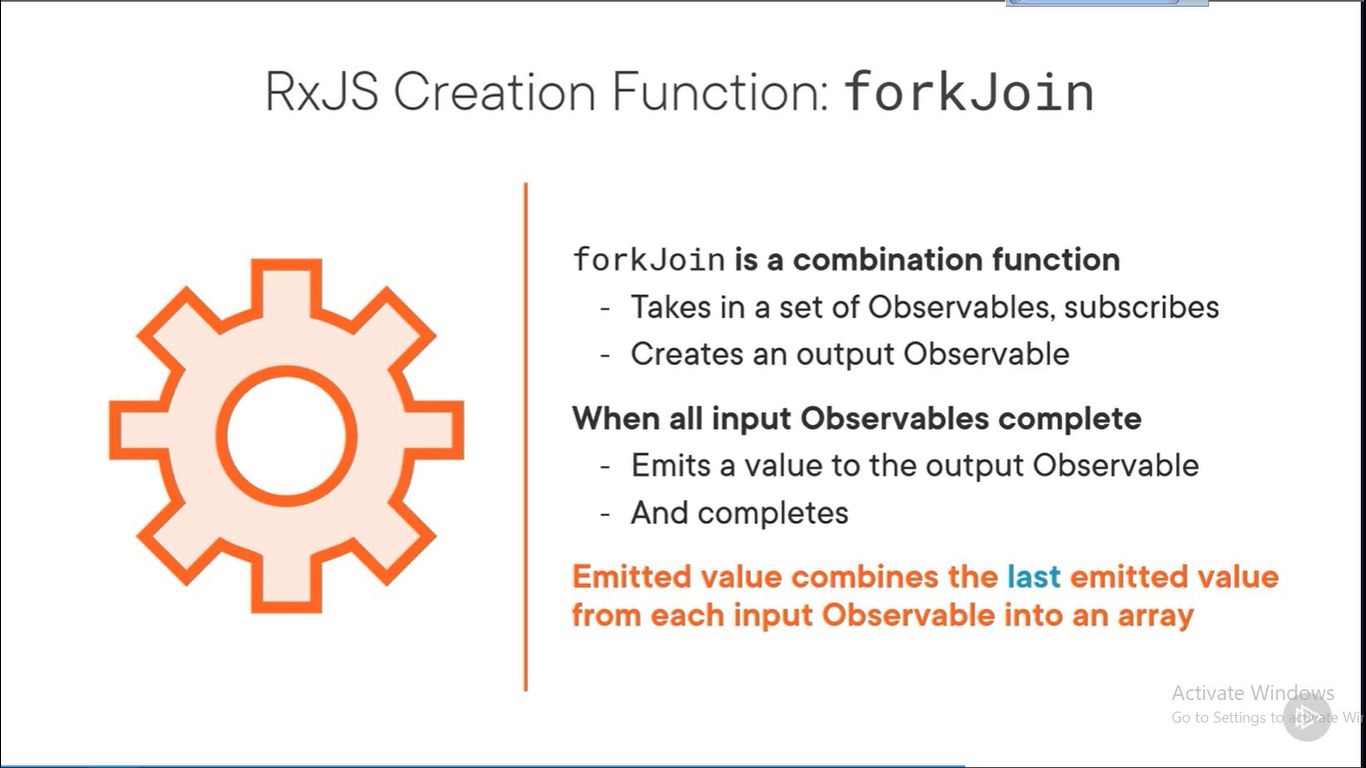 RxJS Creation Function: forkJoin
forkJoin is a combination function
- Takes in a set of Observables, subscribes
- Creates an output Observable
When all input Observables complete
- Emits a value to the output Observable
- And completes
Emitted value combines the last emitted value
from each input Observable into an array
Activate Windows
Go to Settings to activate Wi